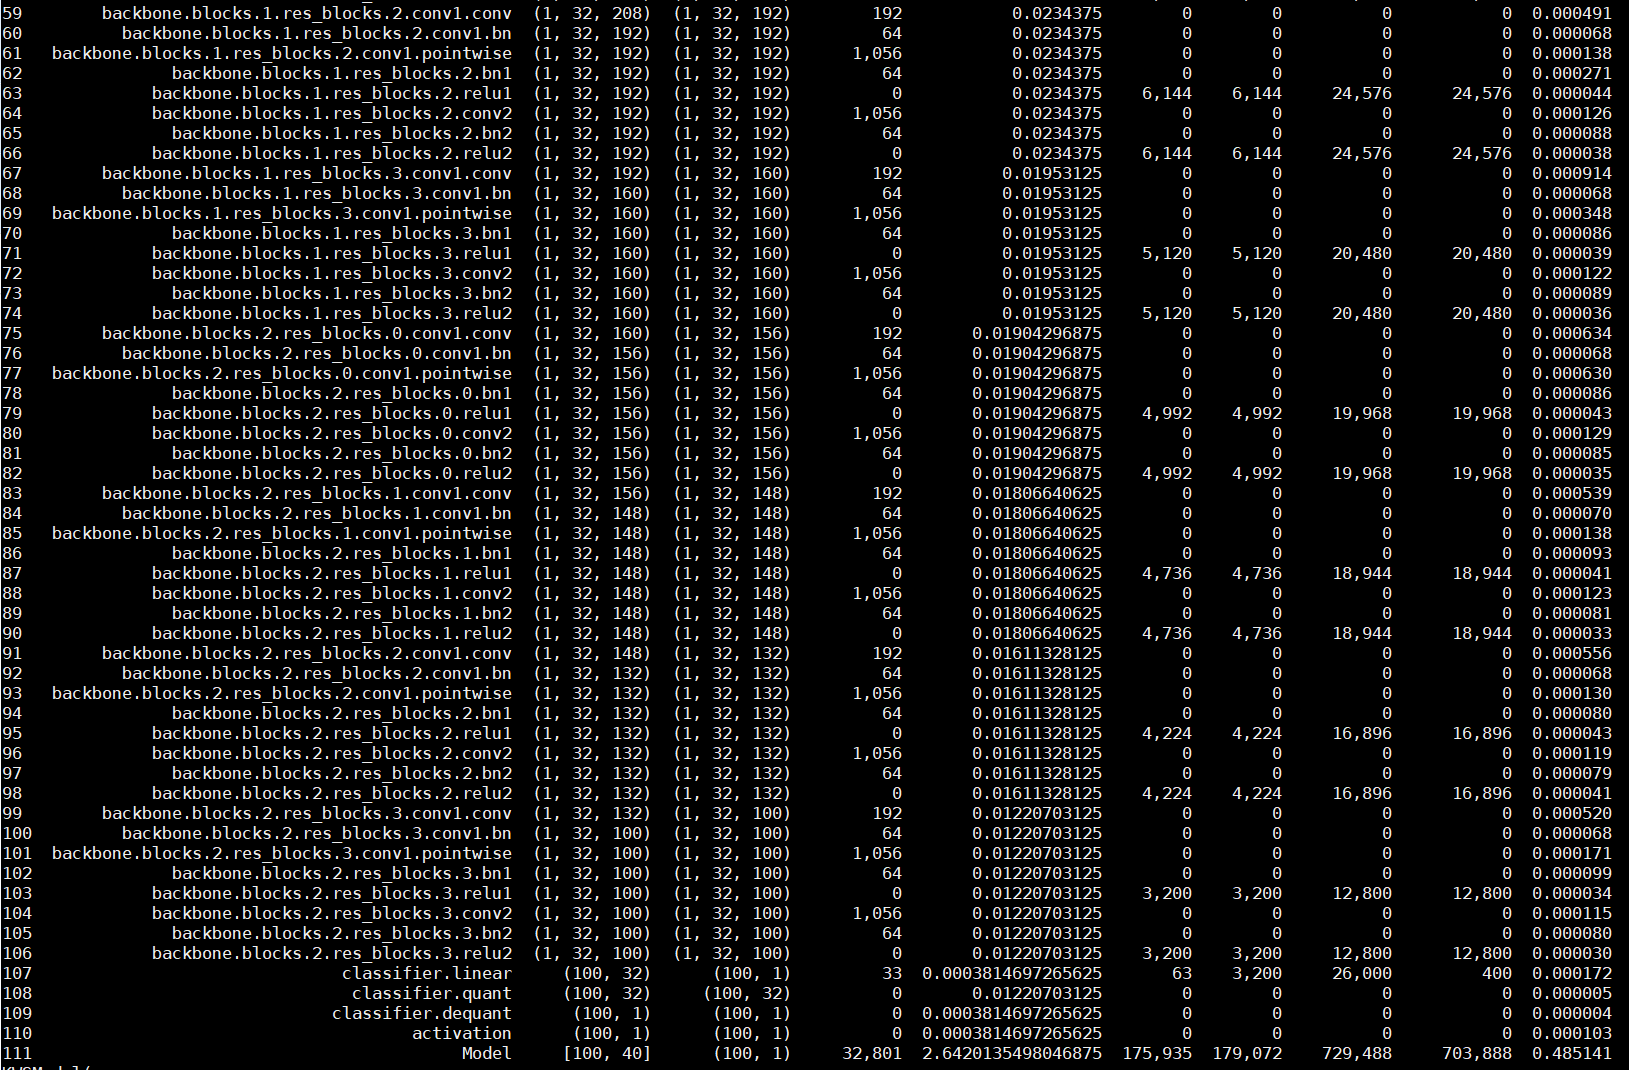 59 backbone.blocks.1.res_blocks.2.conv1.conv (1, 32, 208) (1, 32, 192) 192 0.0234375 0 0 0 0 0.000491
60 backbone.blocks.1.res_blocks.2.conv1.bn (1, 32, 192) (1, 32, 192) 64 0.0234375 0 0 0 0 0.000068
61 backbone.blocks.1.res_blocks.2.conv1.pointwise (1, 32, 192) (1, 32, 192) 1,056 0.0234375 0 0 0 0 0.000138
62 backbone.blocks.1.res_blocks.2.bn1 (1, 32, 192) (1, 32, 192) 64 0.0234375 0 0 0 0 0.000271
63 backbone.blocks.1.res_blocks.2.relu1 (1, 32, 192) (1, 32, 192) 0 0.0234375 6,144 6,144 24,576 24,576 0.000044
64 backbone.blocks.1.res_blocks.2.conv2 (1, 32, 192) (1, 32, 192) 1,056 0.0234375 0 0 0 0 0.000126
65 backbone.blocks.1.res_blocks.2.bn2 (1, 32, 192) (1, 32, 192) 64 0.0234375 0 0 0 0 0.000088
66 backbone.blocks.1.res_blocks.2.relu2 (1, 32, 192) (1, 32, 192) 0 0.0234375 6,144 6,144 24,576 24,576 0.000038
67 backbone.blocks.1.res_blocks.3.conv1.conv (1, 32, 192) (1, 32, 160) 192 0.01953125 0 0 0 0 0.000914
68 backbone.blocks.1.res_blocks.3.conv1.bn (1, 32, 160) (1, 32, 160) 64 0.01953125 0 0 0 0 0.000068
69 backbone.blocks.1.res_blocks.3.conv1.pointwise (1, 32, 160) (1, 32, 160) 1,056 0.01953125 0 0 0 0 0.000348
70 backbone.blocks.1.res_blocks.3.bn1 (1, 32, 160) (1, 32, 160) 64 0.01953125 0 0 0 0 0.000086
71 backbone.blocks.1.res_blocks.3.relu1 (1, 32, 160) (1, 32, 160) 0 0.01953125 5,120 5,120 20,480 20,480 0.000039
72 backbone.blocks.1.res_blocks.3.conv2 (1, 32, 160) (1, 32, 160) 1,056 0.01953125 0 0 0 0 0.000122
73 backbone.blocks.1.res_blocks.3.bn2 (1, 32, 160) (1, 32, 160) 64 0.01953125 0 0 0 0 0.000089
74 backbone.blocks.1.res_blocks.3.relu2 (1, 32, 160) (1, 32, 160) 0 0.01953125 5,120 5,120 20,480 20,480 0.000036
75 backbone.blocks.2.res_blocks.0.conv1.conv (1, 32, 160) (1, 32, 156) 192 0.01904296875 0 0 0 0 0.000634
76 backbone.blocks.2.res_blocks.0.conv1.bn (1, 32, 156) (1, 32, 156) 64 0.01904296875 0 0 0 0 0.000068
77 backbone.blocks.2.res_blocks.0.conv1.pointwise (1, 32, 156) (1, 32, 156) 1,056 0.01904296875 0 0 0 0 0.000630
78 backbone.blocks.2.res_blocks.0.bn1 (1, 32, 156) (1, 32, 156) 64 0.01904296875 0 0 0 0 0.000086
79 backbone.blocks.2.res_blocks.0.relu1 (1, 32, 156) (1, 32, 156) 0 0.01904296875 4,992 4,992 19,968 19,968 0.000043
80 backbone.blocks.2.res_blocks.0.conv2 (1, 32, 156) (1, 32, 156) 1,056 0.01904296875 0 0 0 0 0.000129
81 backbone.blocks.2.res_blocks.0.bn2 (1, 32, 156) (1, 32, 156) 64 0.01904296875 0 0 0 0 0.000085
82 backbone.blocks.2.res_blocks.0.relu2 (1, 32, 156) (1, 32, 156) 0 0.01904296875 4,992 4,992 19,968 19,968 0.000035
83 backbone.blocks.2.res_blocks.1.conv1.conv (1, 32, 156) (1, 32, 148) 192 0.01806640625 0 0 0 0 0.000539
84 backbone.blocks.2.res_blocks.1.conv1.bn (1, 32, 148) (1, 32, 148) 64 0.01806640625 0 0 0 0 0.000070
85 backbone.blocks.2.res_blocks.1.conv1.pointwise (1, 32, 148) (1, 32, 148) 1,056 0.01806640625 0 0 0 0 0.000138
86 backbone.blocks.2.res_blocks.1.bn1 (1, 32, 148) (1, 32, 148) 64 0.01806640625 0 0 0 0 0.000093
87 backbone.blocks.2.res_blocks.1.relu1 (1, 32, 148) (1, 32, 148) 0 0.01806640625 4,736 4,736 18,944 18,944 0.000041
88 backbone.blocks.2.res_blocks.1.conv2 (1, 32, 148) (1, 32, 148) 1,056 0.01806640625 0 0 0 0 0.000123
89 backbone.blocks.2.res_blocks.1.bn2 (1, 32, 148) (1, 32, 148) 64 0.01806640625 0 0 0 0 0.000081
90 backbone.blocks.2.res_blocks.1.relu2 (1, 32, 148) (1, 32, 148) 0 0.01806640625 4,736 4,736 18,944 18,944 0.000033
91 backbone.blocks.2.res_blocks.2.conv1.conv (1, 32, 148) (1, 32, 132) 192 0.01611328125 0 0 0 0 0.000556
92 backbone.blocks.2.res_blocks.2.conv1.bn (1, 32, 132) (1, 32, 132) 64 0.01611328125 0 0 0 0 0.000068
93 backbone.blocks.2.res_blocks.2.conv1.pointwise (1, 32, 132) (1, 32, 132) 1,056 0.01611328125 0 0 0 0 0.000130
94 backbone.blocks.2.res_blocks.2.bn1 (1, 32, 132) (1, 32, 132) 64 0.01611328125 0 0 0 0 0.000080
95 backbone.blocks.2.res_blocks.2.relu1 (1, 32, 132) (1, 32, 132) 0 0.01611328125 4,224 4,224 16,896 16,896 0.000043
96 backbone.blocks.2.res_blocks.2.conv2 (1, 32, 132) (1, 32, 132) 1,056 0.01611328125 0 0 0 0 0.000119
97 backbone.blocks.2.res_blocks.2.bn2 (1, 32, 132) (1, 32, 132) 64 0.01611328125 0 0 0 0 0.000079
98 backbone.blocks.2.res_blocks.2.relu2 (1, 32, 132) (1, 32, 132) 0 0.01611328125 4,224 4,224 16,896 16,896 0.000041
99 backbone.blocks.2.res_blocks.3.conv1.conv (1, 32, 132) (1, 32, 100) 192 0.01220703125 0 0 0 0 0.000520
100 backbone.blocks.2.res_blocks.3.conv1.bn (1, 32, 100) (1, 32, 100) 64 0.01220703125 0 0 0 0 0.000068
101 backbone.blocks.2.res_blocks.3.conv1.pointwise (1, 32, 100) (1, 32, 100) 1,056 0.01220703125 0 0 0 0 0.000171
102 backbone.blocks.2.res_blocks.3.bn1 (1, 32, 100) (1, 32, 100) 64 0.01220703125 0 0 0 0 0.000099
103 backbone.blocks.2.res_blocks.3.relu1 (1, 32, 100) (1, 32, 100) 0 0.01220703125 3,200 3,200 12,800 12,800 0.000034
104 backbone.blocks.2.res_blocks.3.conv2 (1, 32, 100) (1, 32, 100) 1,056 0.01220703125 0 0 0 0 0.000115
105 backbone.blocks.2.res_blocks.3.bn2 (1, 32, 100) (1, 32, 100) 64 0.01220703125 0 0 0 0 0.000080
106 backbone.blocks.2.res_blocks.3.relu2 (1, 32, 100) (1, 32, 100) 0 0.01220703125 3,200 3,200 12,800 12,800 0.000030
107 classifier.linear (100, 32) (100, 1) 33 0.0003814697265625 63 3,200 26,000 400 0.000172
108 classifier.quant (100, 32) (100, 32) 0 0.01220703125 0 0 0 0 0.000005
109 classifier.dequant (100, 1) (100, 1) 0 0.0003814697265625 0 0 0 0 0.000004
110 activation (100, 1) (100, 1) 0 0.0003814697265625 0 0 0 0 0.000103
111 Model [100, 40] (100, 1) 32,801 2.6420135498046875 175,935 179,072 729,488 703,888 0.485141